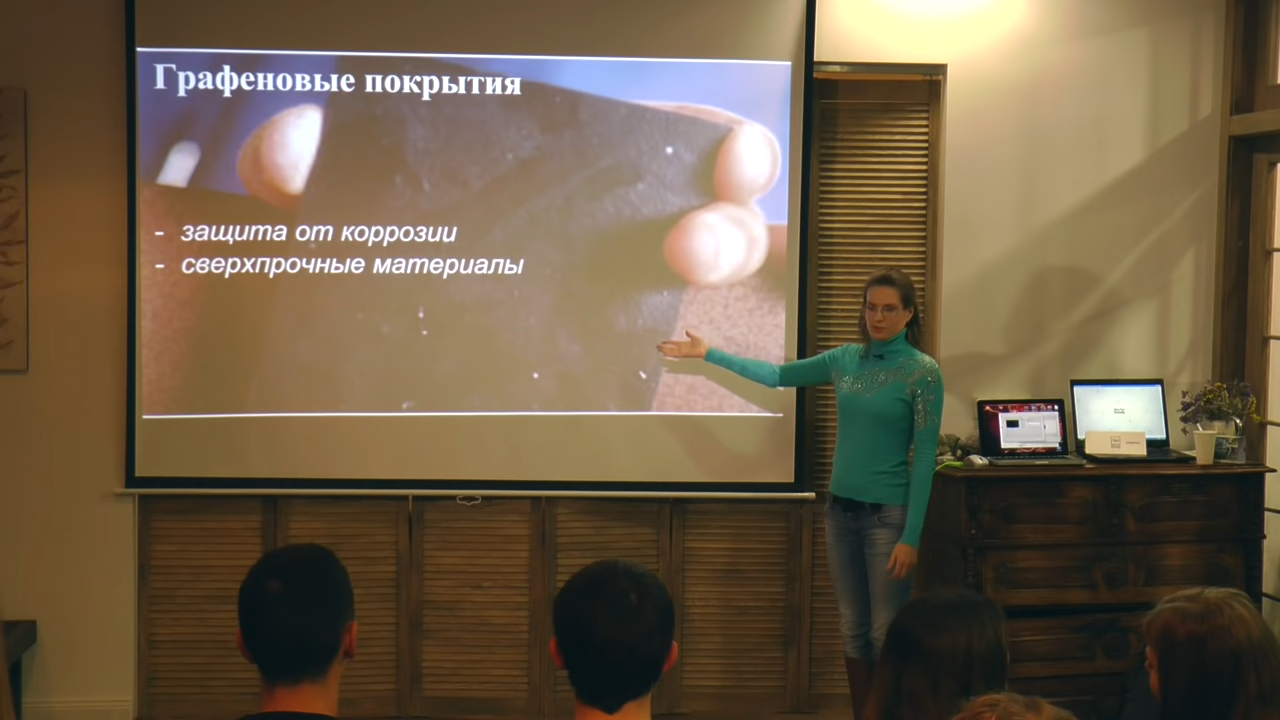 Графеновые покрытия
- защита от коррозии
- сверхпрочные материалы